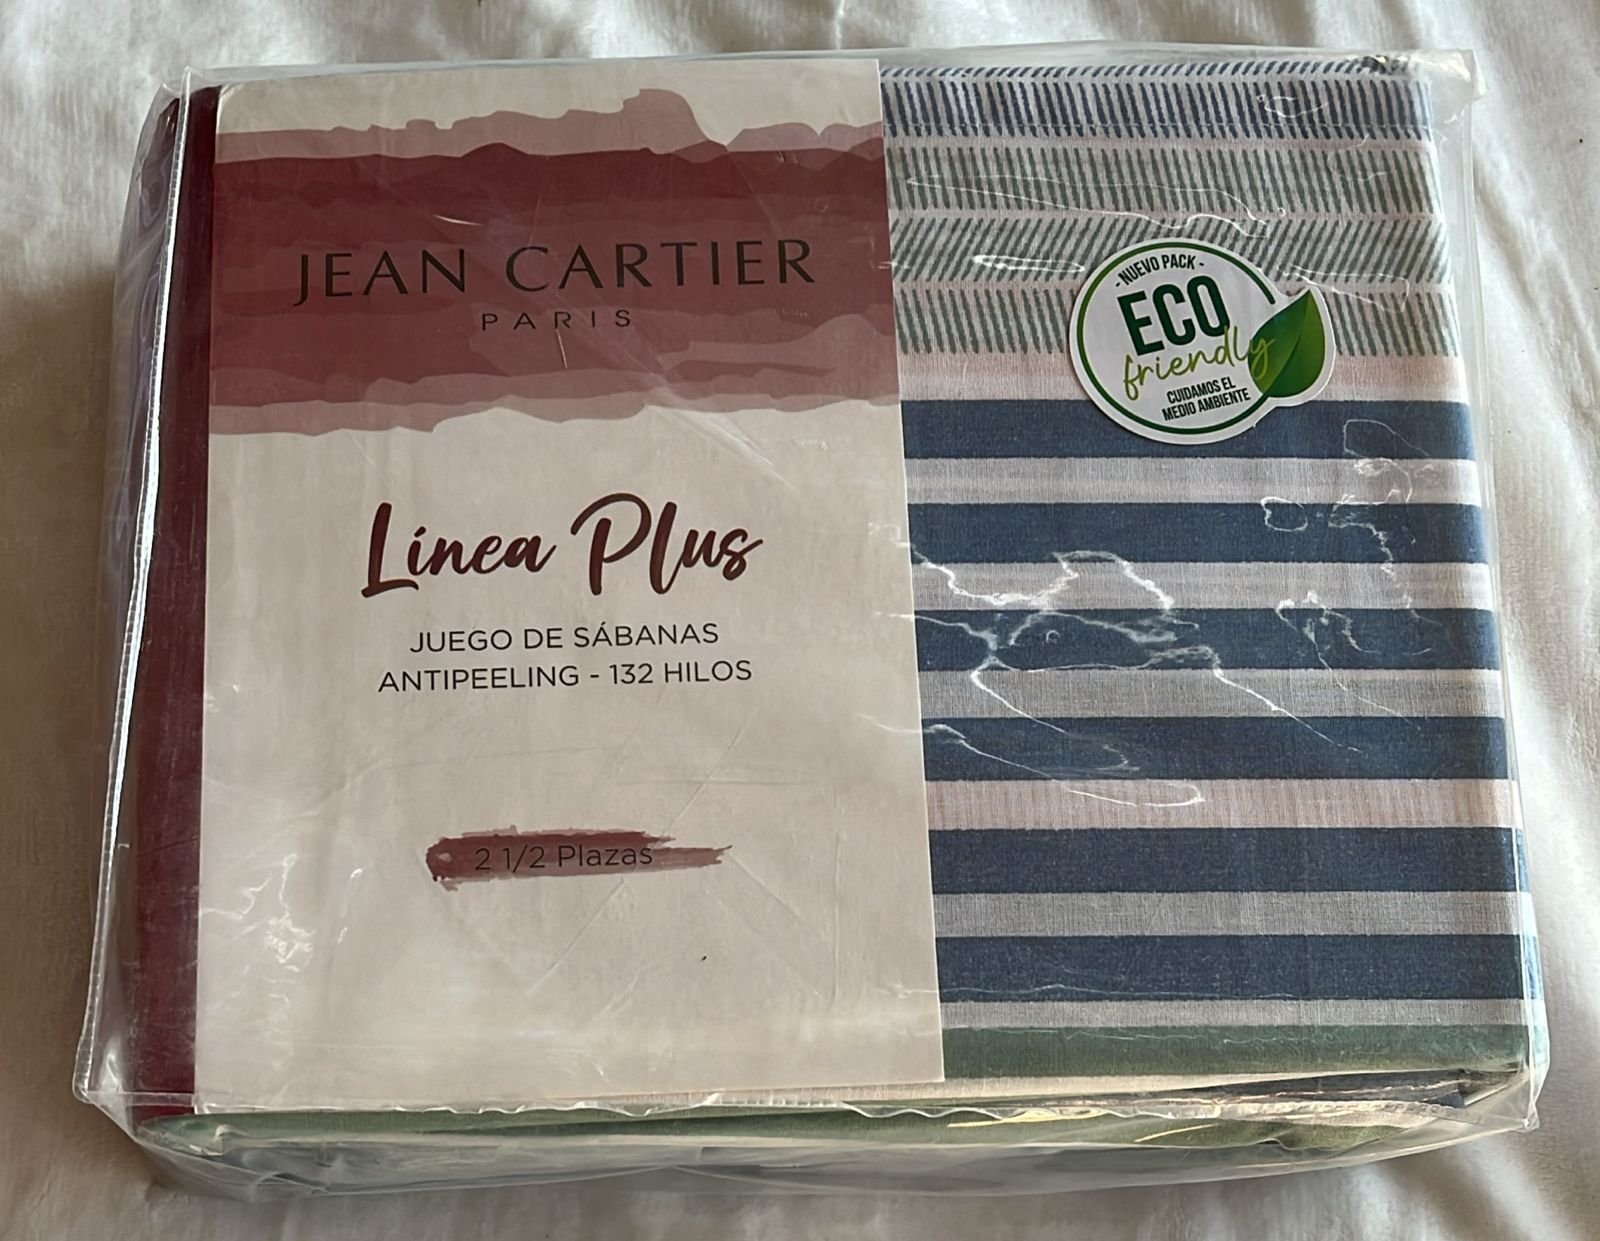 JEAN CARTIER
PARIS
Línea Plus
JUEGO DE SÁBANAS
ANTIPEELING - 132 HILOS
2 1/2 Plazas
- NUEVO PACK -
ECO
friendly
CUIDAMOS EL
MEDIO AMBIENTE